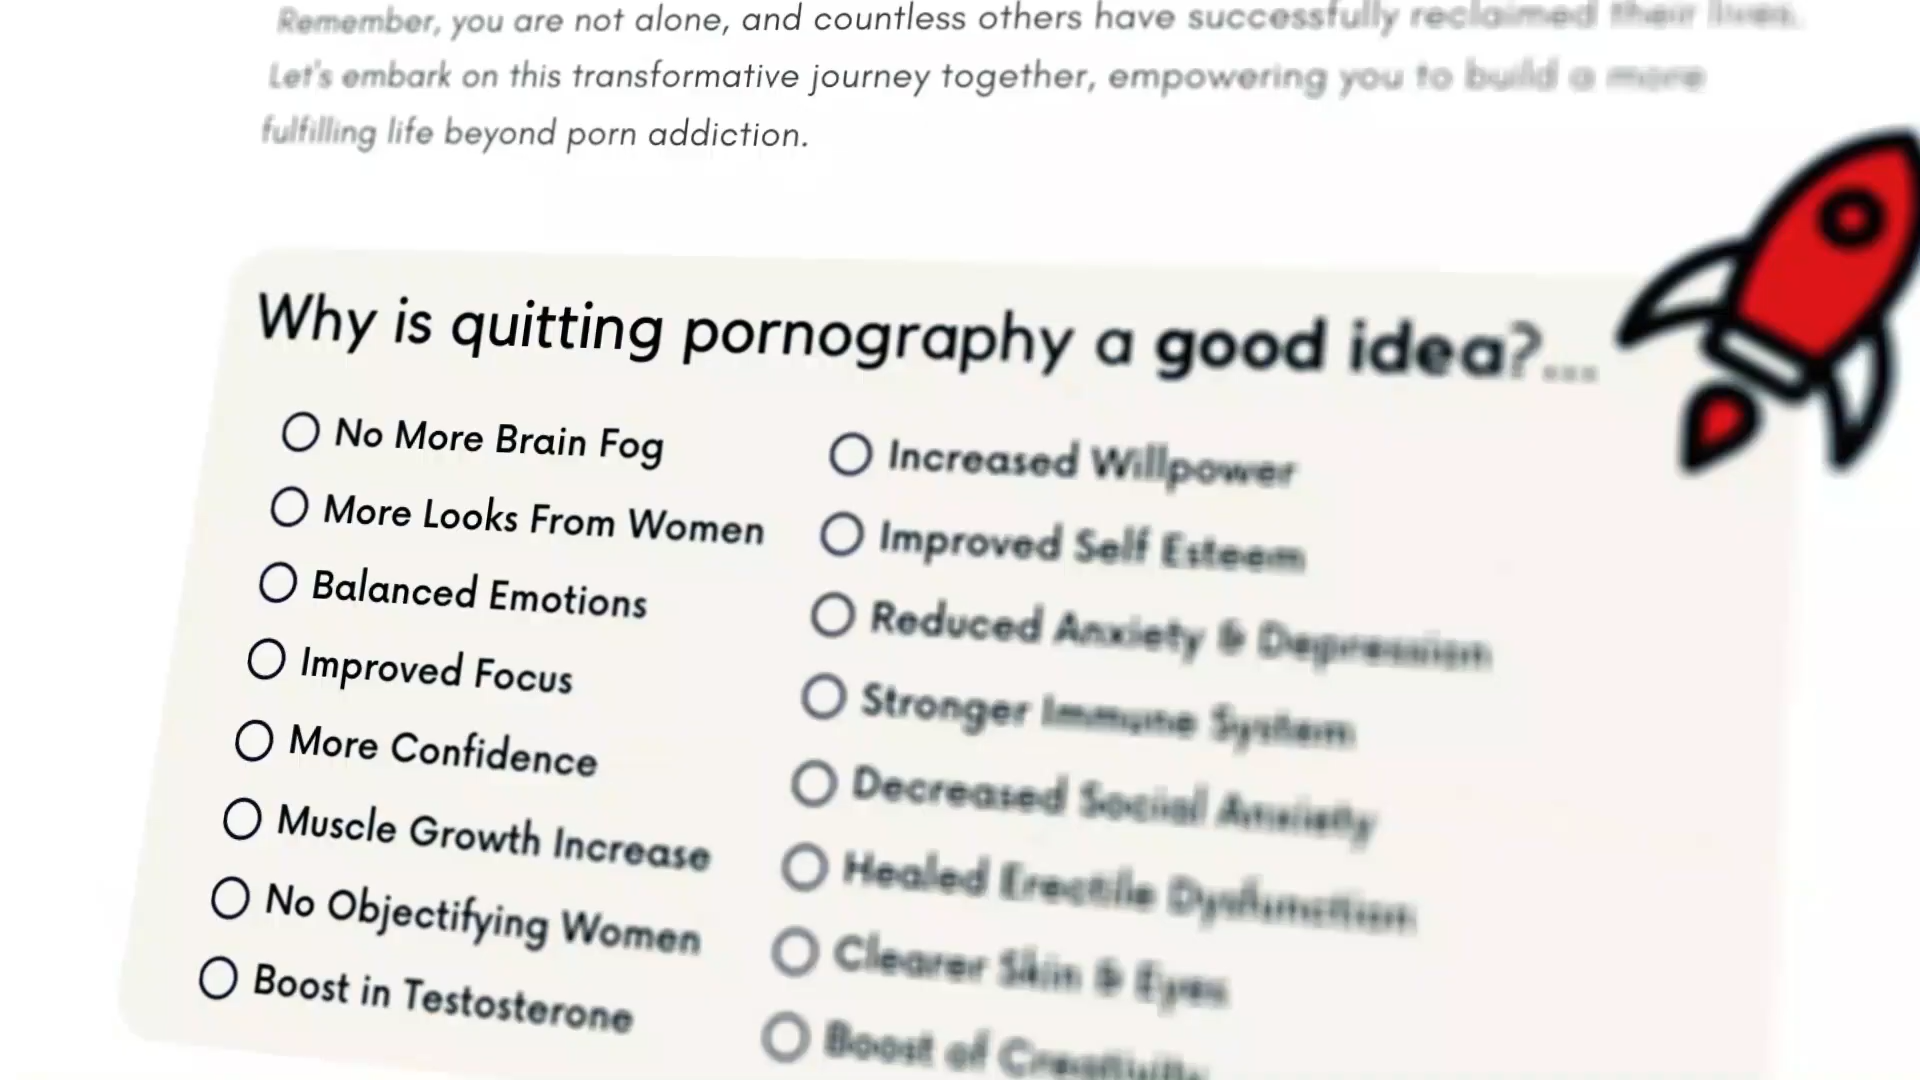 Remember, you are not alone, and countless others have successfully reclaimed their lives.
Let's embark on this transformative journey together, empowering you to build a more
fulfilling life beyond porn addiction.
Why is quitting pornography a good idea?...
No More Brain Fog
More Looks From Women
Balanced Emotions
Improved Focus
More Confidence
Muscle Growth Increase
No Objectifying Women
Boost in Testosterone
Increased Willpower
Improved Self Esteem
Reduced Anxiety & Depression
Stronger Immune System
Decreased Social Anxiety
Healed Erectile Dysfunction
Clearer Skin & Eyes
Boost of Creativity